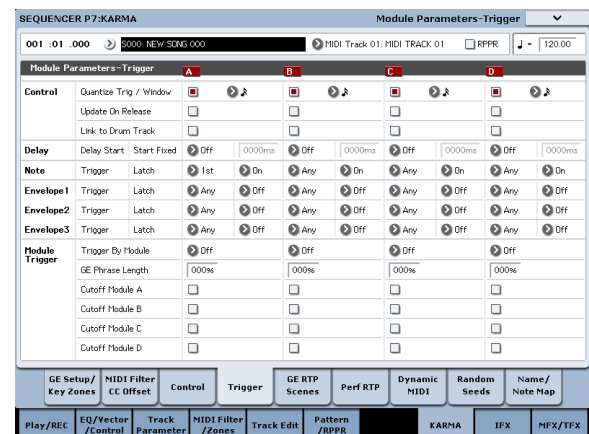 SEQUENCER P7:KARMA Module Parameters-Trigger
001 :01 .000 S000: NEW SONG 000 MIDI Track 01: MIDI TRACK 01 RPPR ♩ = 120.00
Module Parameters-Trigger A B C D
Control Quantize Trig / Window ♪ ♪ ♪ ♪
Update On Release
Link to Drum Track
Delay Delay Start Start Fixed Off 0000ms Off 0000ms Off 0000ms Off 0000ms
Note Trigger Latch 1st On Any On Any On Any On
Envelope1 Trigger Latch Any Off Any Off Any Off Any Off
Envelope2 Trigger Latch Any Off Any Off Any Off Any Off
Envelope3 Trigger Latch Any Off Any Off Any Off Any Off
Module Trigger Trigger By Module Off Off Off Off
GE Phrase Length 000% 000% 000% 000%
Cutoff Module A
Cutoff Module B
Cutoff Module C
Cutoff Module D
GE Setup/ Key Zones MIDI Filter CC Offset Control Trigger GE RTP Scenes Perf RTP Dynamic MIDI Random Seeds Name/ Note Map
Play/REC EQ/Vector /Control Track Parameter MIDI Filter /Zones Track Edit Pattern /RPPR KARMA IFX MFX/TFX